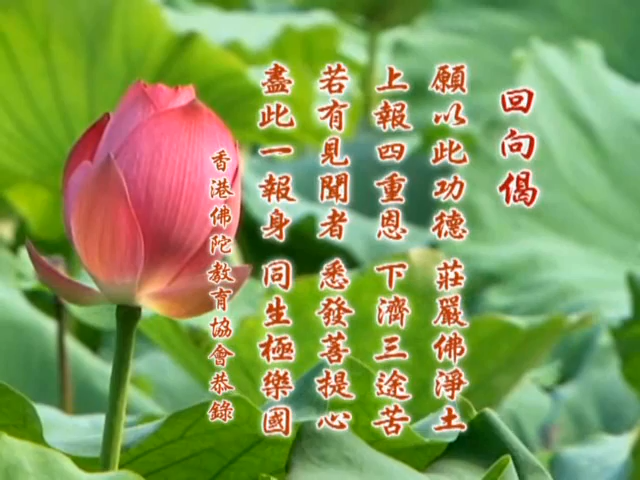 回向偈
願以此功德 莊嚴佛淨土
上報四重恩 下濟三途苦
若有見聞者 悉發菩提心
盡此一報身 同生極樂國
香港佛陀教育協會恭錄